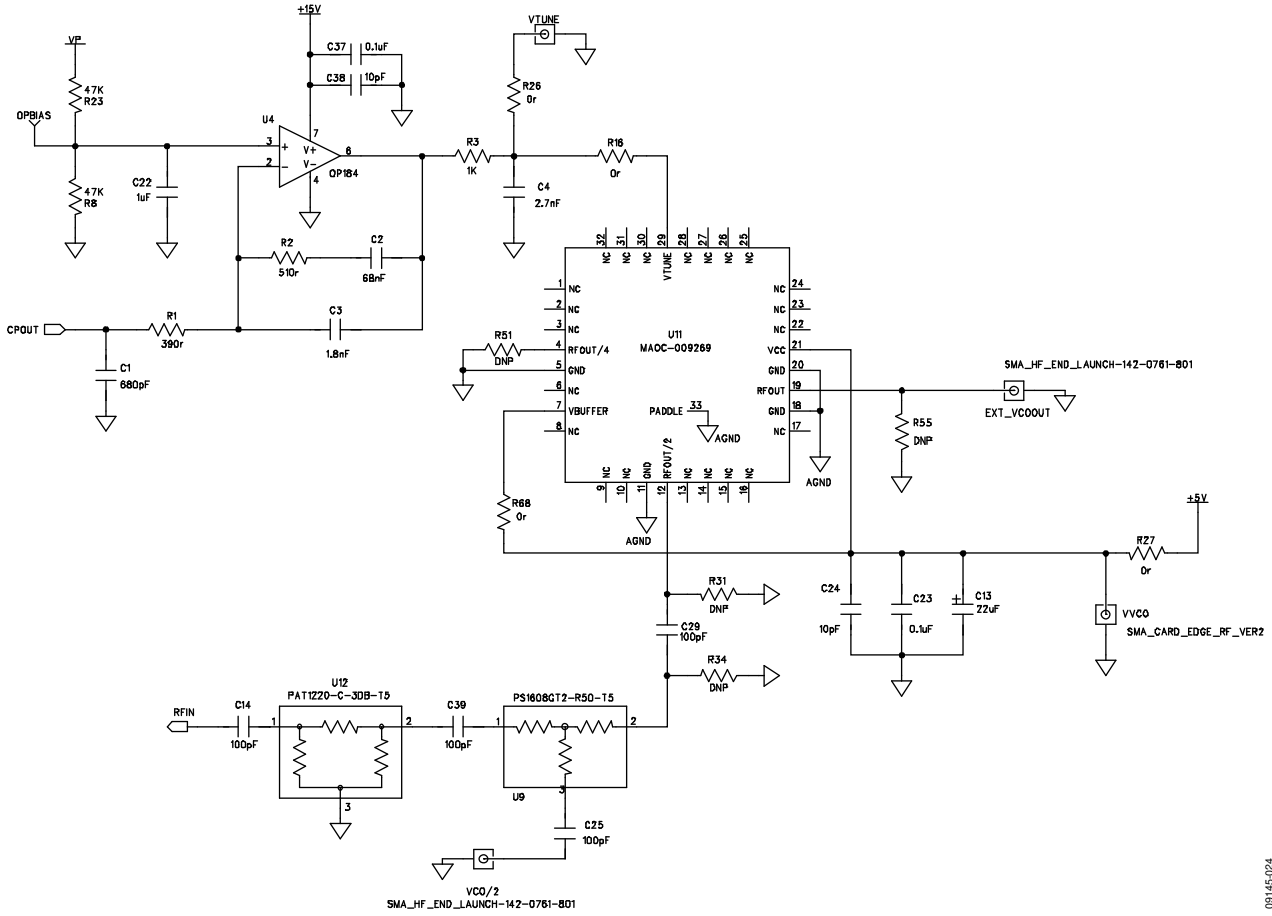 +15V
VTUNE
VP
C37
0.1uF
C38
10pF
R26
0r
47K
R23
OPBIAS
U4
3
+
2
-
7
V+
V-
4
6
OP184
R3
1K
R16
0r
C22
1uF
47K
R8
C4
2.7nF
R2
510r
C2
68nF
CPOUT
R1
390r
C3
1.8nF
C1
680pF
32
31
30
29
28
27
26
25
NC
NC
NC
VTUNE
NC
NC
NC
NC
1 NC
2 NC
3 NC
4 RFOUT/4
5 GND
6 NC
7 VBUFFER
8 NC
U11
MAOC-009269
NC 24
NC 23
NC 22
VCC 21
GND 20
RFOUT 19
GND 18
NC 17
PADDLE 33
AGND
NC
NC
GND
RFOUT/2
NC
NC
NC
NC
9
10
11
12
13
14
15
16
R51
DNP
SMA_HF_END_LAUNCH-142-0761-801
EXT_VCOOUT
R55
DNP
AGND
AGND
R68
0r
+5V
R27
0r
R31
DNP
C29
100pF
R34
DNP
C24
10pF
C23
0.1uF
+
C13
22uF
VVCO
SMA_CARD_EDGE_RF_VER2
U12
PAT1220-C-3DB-T5
PS1608GT2-R50-T5
RFIN
C14
100pF
1
2
3
C39
100pF
1
2
3
U9
C25
100pF
VCO/2
SMA_HF_END_LAUNCH-142-0761-801
09145-024